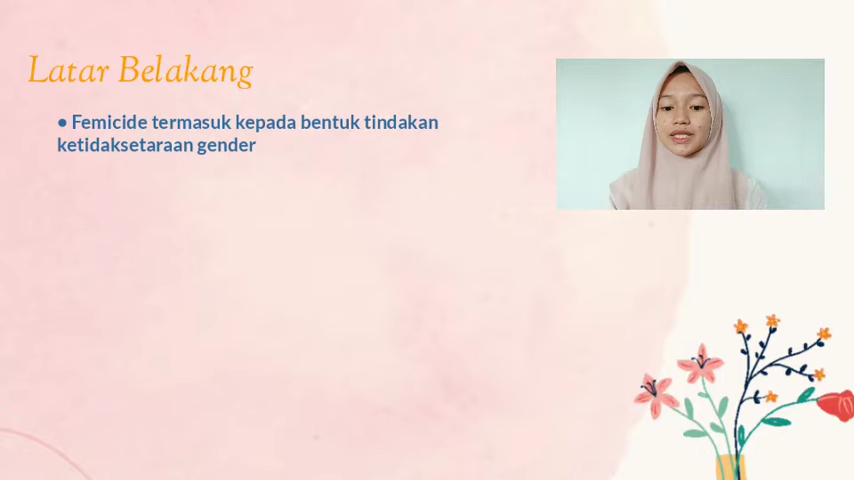 Latar Belakang
• Femicide termasuk kepada bentuk tindakan
ketidaksetaraan gender